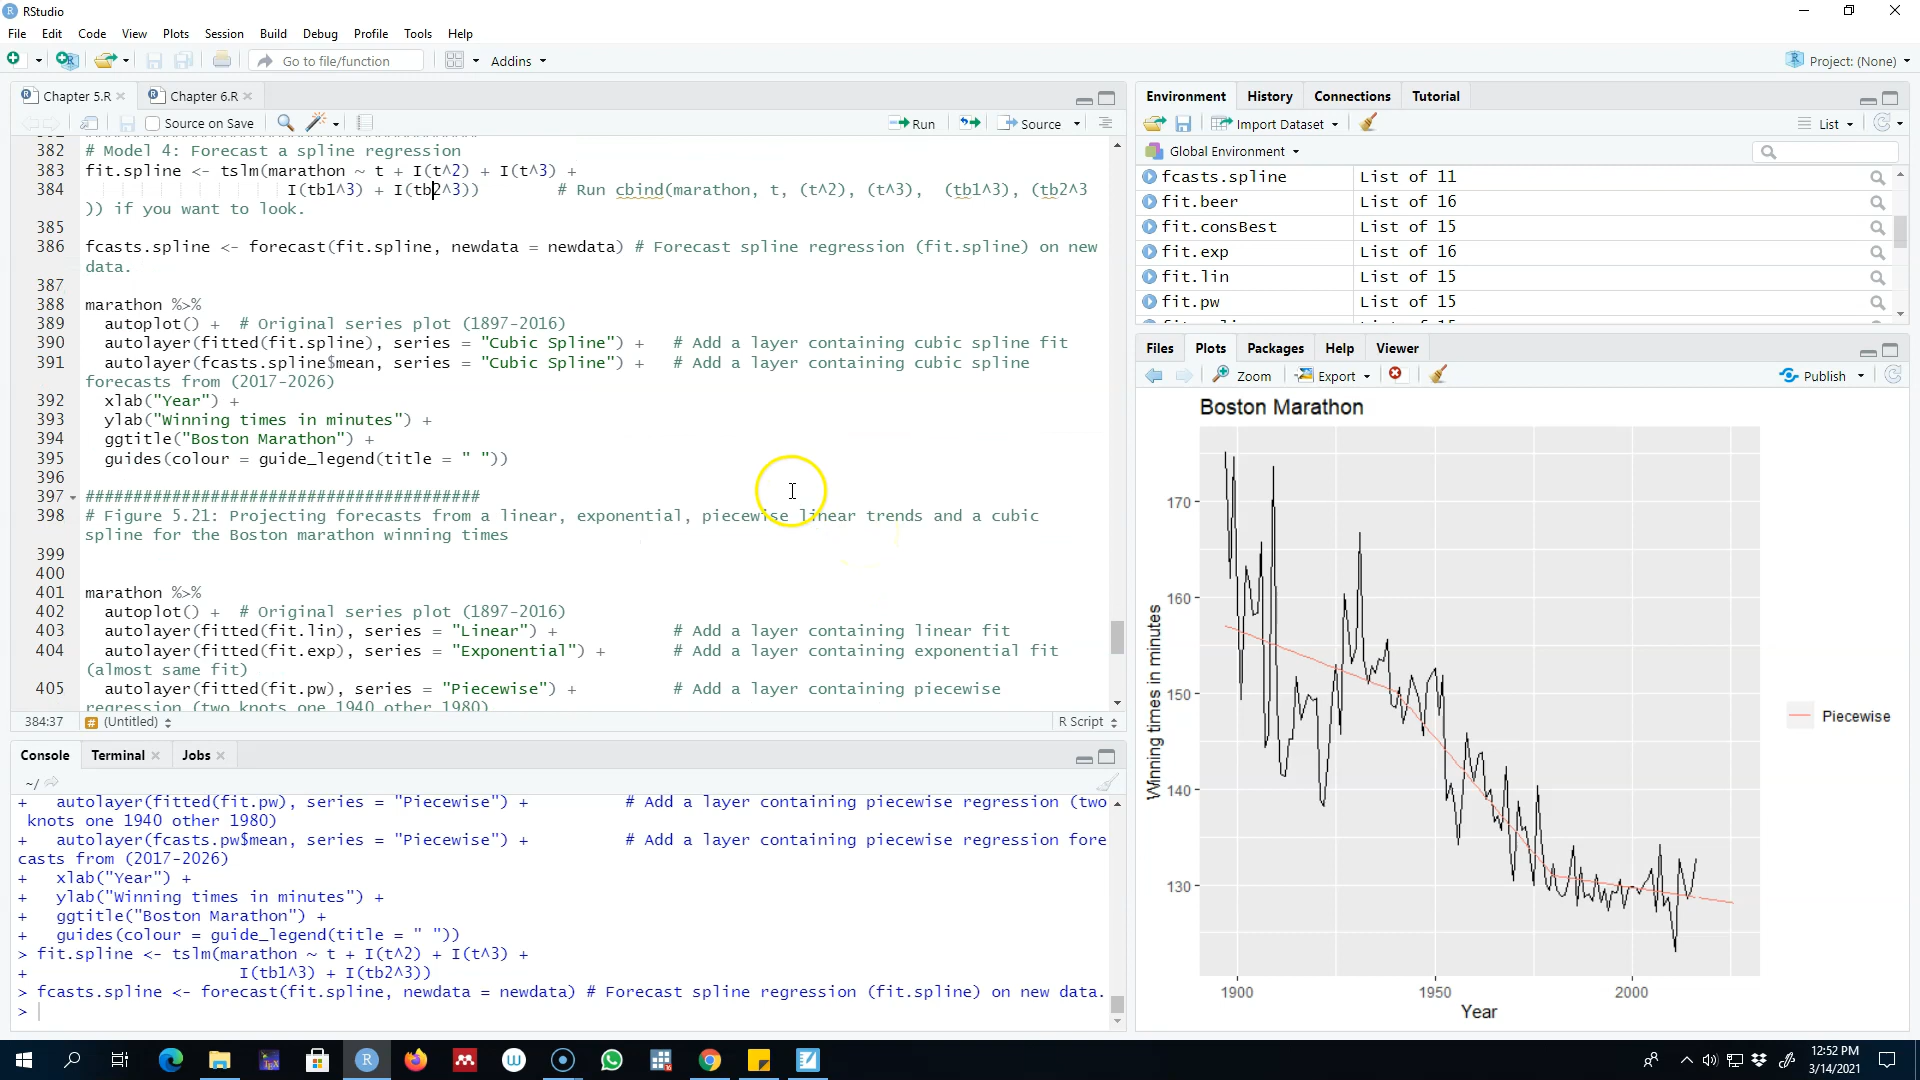 RStudio
File Edit Code View Plots Session Build Debug Profile Tools Help
Go to file/function Addins Project: (None)
Chapter 5.R Chapter 6.R
Source on Save Run Source
382 # Model 4: Forecast a spline regression
383 fit.spline <- tslm(marathon ~ t + I(t^2) + I(t^3) +
384 I(tb1^3) + I(tb2^3)) # Run cbind(marathon, t, (t^2), (t^3), (tb1^3), (tb2^3
)) if you want to look.
385
386 fcasts.spline <- forecast(fit.spline, newdata = newdata) # Forecast spline regression (fit.spline) on new
data.
387
388 marathon %>%
389 autoplot() + # Original series plot (1897-2016)
390 autolayer(fitted(fit.spline), series = "Cubic Spline") + # Add a layer containing cubic spline fit
391 autolayer(fcasts.spline$mean, series = "Cubic Spline") + # Add a layer containing cubic spline
forecasts from (2017-2026)
392 xlab("Year") +
393 ylab("Winning times in minutes") +
394 ggtitle("Boston Marathon") +
395 guides(colour = guide_legend(title = " "))
396
397 #########################################
398 # Figure 5.21: Projecting forecasts from a linear, exponential, piecewise linear trends and a cubic
spline for the Boston marathon winning times
399
400
401 marathon %>%
402 autoplot() + # Original series plot (1897-2016)
403 autolayer(fitted(fit.lin), series = "Linear") + # Add a layer containing linear fit
404 autolayer(fitted(fit.exp), series = "Exponential") + # Add a layer containing exponential fit
(almost same fit)
405 autolayer(fitted(fit.pw), series = "Piecewise") + # Add a layer containing piecewise
regression (two knots one 1940 other 1980)
384:37 # (Untitled) R Script
Console Terminal Jobs
~/
+ autolayer(fitted(fit.pw), series = "Piecewise") + # Add a layer containing piecewise regression (two
knots one 1940 other 1980)
+ autolayer(fcasts.pw$mean, series = "Piecewise") + # Add a layer containing piecewise regression fore
casts from (2017-2026)
+ xlab("Year") +
+ ylab("Winning times in minutes") +
+ ggtitle("Boston Marathon") +
+ guides(colour = guide_legend(title = " "))
> fit.spline <- tslm(marathon ~ t + I(t^2) + I(t^3) +
+ I(tb1^3) + I(tb2^3))
> fcasts.spline <- forecast(fit.spline, newdata = newdata) # Forecast spline regression (fit.spline) on new data.
>
Environment History Connections Tutorial
Import Dataset List
Global Environment
fcasts.spline List of 11
fit.beer List of 16
fit.consBest List of 15
fit.exp List of 16
fit.lin List of 15
fit.pw List of 15
Files Plots Packages Help Viewer
Zoom Export Publish
Boston Marathon
170
160
150
140
130
Winning times in minutes
1900 1950 2000
Year
Piecewise
12:52 PM
3/14/2021